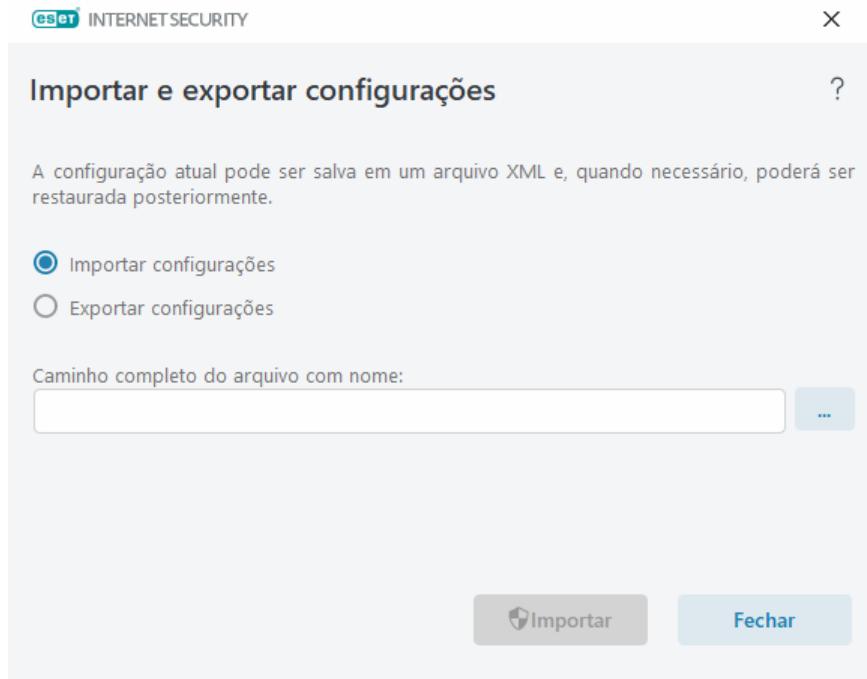 eset INTERNET SECURITY
Importar e exportar configurações
?
A configuração atual pode ser salva em um arquivo XML e, quando necessário, poderá ser
restaurada posteriormente.
Importar configurações
Exportar configurações
Caminho completo do arquivo com nome:
...
Importar
Fechar